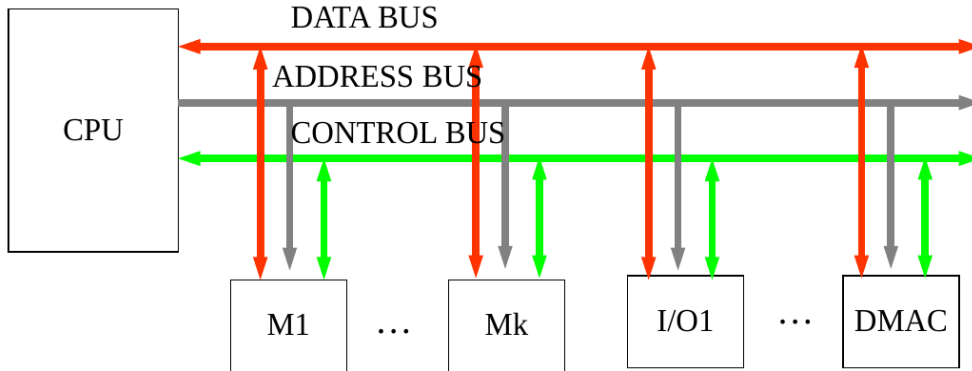 DATA BUS
ADDRESS BUS
CPU
CONTROL BUS
M1 ... Mk I/O1 ... DMAC